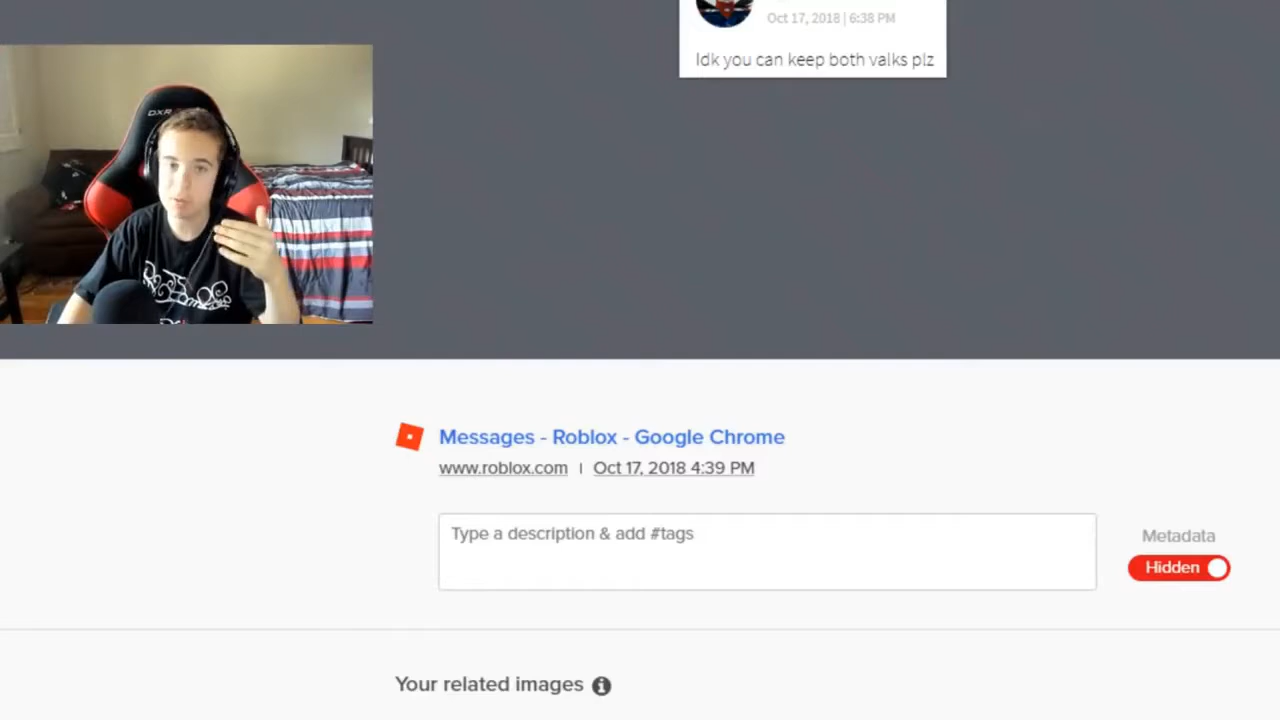 Oct 17, 2018 | 6:38 PM
Idk you can keep both valks plz
DXR
Messages - Roblox - Google Chrome
www.roblox.com | Oct 17, 2018 4:39 PM
Type a description & add #tags
Metadata
Hidden
Your related images